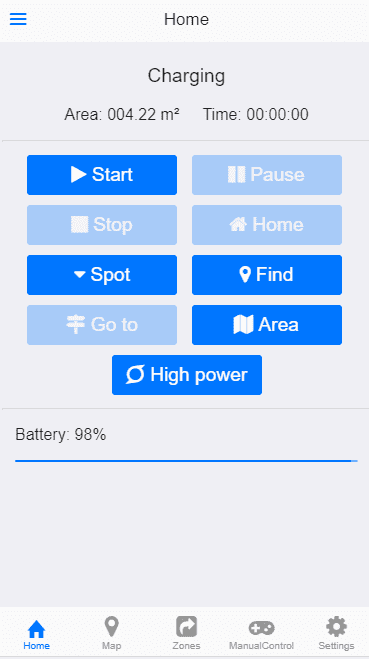 Home
Charging
Area: 004.22 m² Time: 00:00:00
Start Pause
Stop Home
Spot Find
Go to Area
High power
Battery: 98%
Home Map Zones ManualControl Settings